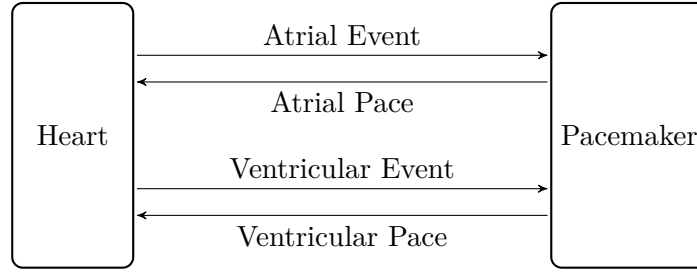 Atrial Event
Atrial Pace
Heart
Pacemaker
Ventricular Event
Ventricular Pace